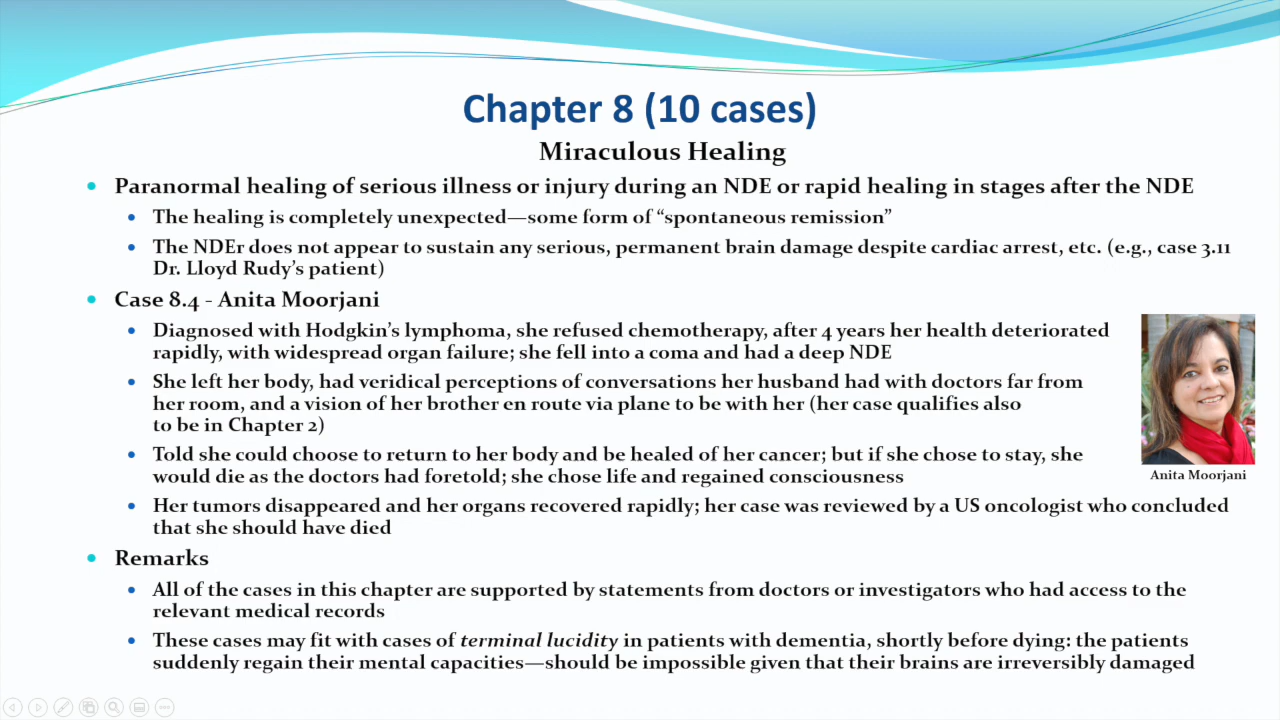 Chapter 8 (10 cases)
Miraculous Healing
• Paranormal healing of serious illness or injury during an NDE or rapid healing in stages after the NDE
• The healing is completely unexpected—some form of “spontaneous remission”
• The NDEr does not appear to sustain any serious, permanent brain damage despite cardiac arrest, etc. (e.g., case 3.11
Dr. Lloyd Rudy’s patient)
• Case 8.4 - Anita Moorjani
• Diagnosed with Hodgkin’s lymphoma, she refused chemotherapy, after 4 years her health deteriorated
rapidly, with widespread organ failure; she fell into a coma and had a deep NDE
• She left her body, had veridical perceptions of conversations her husband had with doctors far from
her room, and a vision of her brother en route via plane to be with her (her case qualifies also
to be in Chapter 2)
• Told she could choose to return to her body and be healed of her cancer; but if she chose to stay, she
would die as the doctors had foretold; she chose life and regained consciousness
Anita Moorjani
• Her tumors disappeared and her organs recovered rapidly; her case was reviewed by a US oncologist who concluded
that she should have died
• Remarks
• All of the cases in this chapter are supported by statements from doctors or investigators who had access to the
relevant medical records
• These cases may fit with cases of terminal lucidity in patients with dementia, shortly before dying: the patients
suddenly regain their mental capacities—should be impossible given that their brains are irreversibly damaged